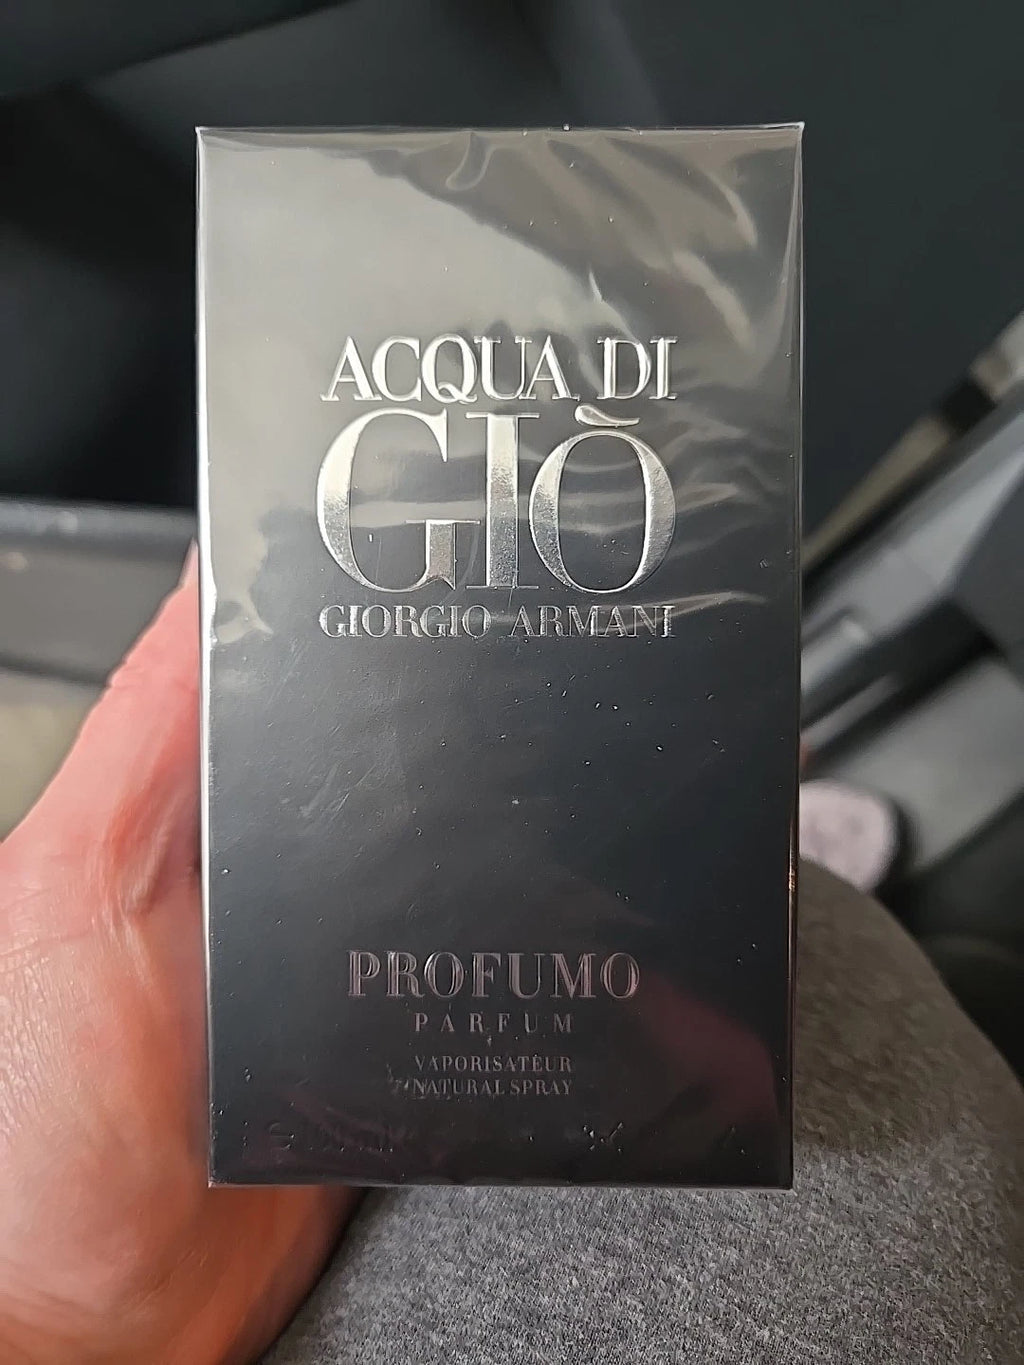 ACQUA DI
GIÒ
GIORGIO ARMANI
PROFUMO
PARFUM
VAPORISATEUR
NATURAL SPRAY